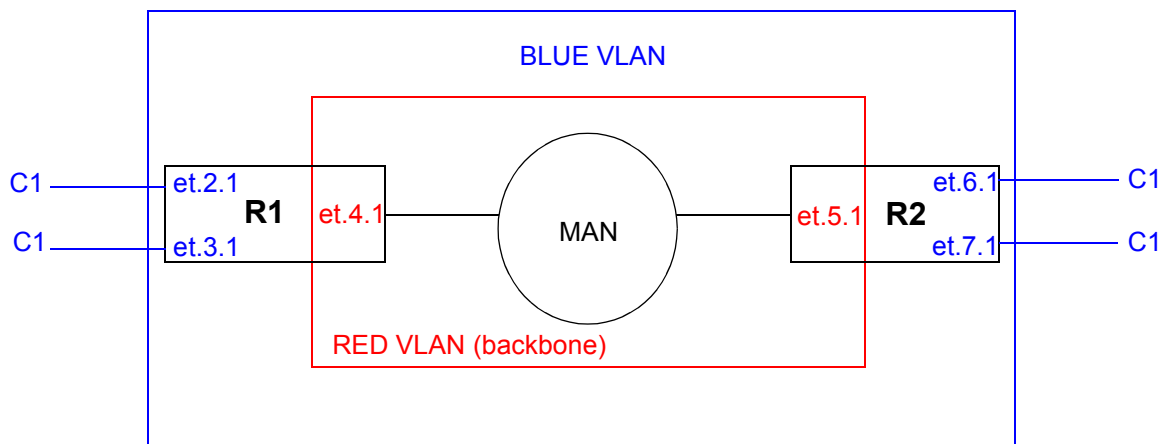 BLUE VLAN
C1
et.2.1
R1
et.4.1
C1
et.3.1
MAN
et.5.1
R2
et.6.1
C1
et.7.1
C1
RED VLAN (backbone)